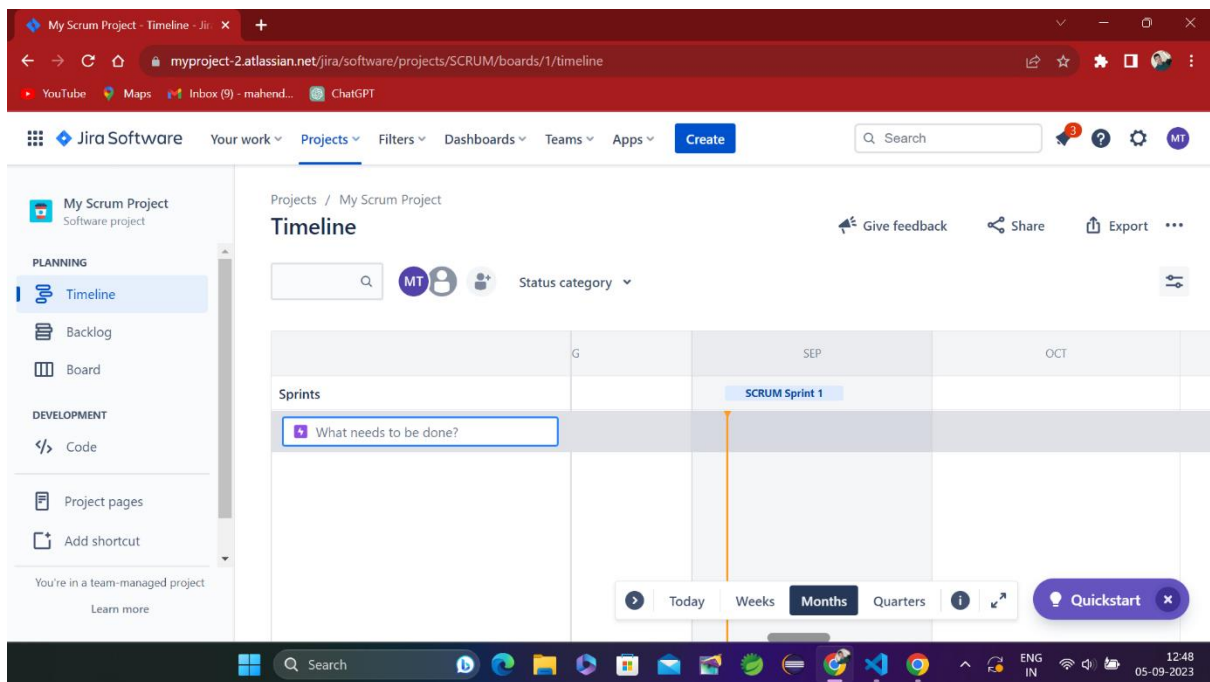 My Scrum Project - Timeline - Jir
myproject-2.atlassian.net/jira/software/projects/SCRUM/boards/1/timeline
YouTube Maps Inbox (9) - mahend... ChatGPT
Jira Software Your work Projects Filters Dashboards Teams Apps Create Search 3 MT
My Scrum Project
Software project
PLANNING
Timeline
Backlog
Board
DEVELOPMENT
Code
Project pages
Add shortcut
You're in a team-managed project
Learn more
Projects / My Scrum Project
Timeline
Give feedback Share Export
MT Status category
G SEP OCT
Sprints SCRUM Sprint 1
What needs to be done?
Today Weeks Months Quarters Quickstart
Search ENG 12:48
IN 05-09-2023